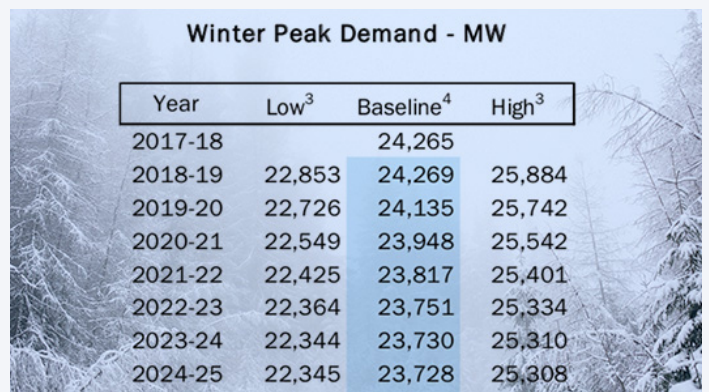 Winter Peak Demand - MW
Year Low3 Baseline4 High3
2017-18 24,265
2018-19 22,853 24,269 25,884
2019-20 22,726 24,135 25,742
2020-21 22,549 23,948 25,542
2021-22 22,425 23,817 25,401
2022-23 22,364 23,751 25,334
2023-24 22,344 23,730 25,310
2024-25 22,345 23,728 25,308